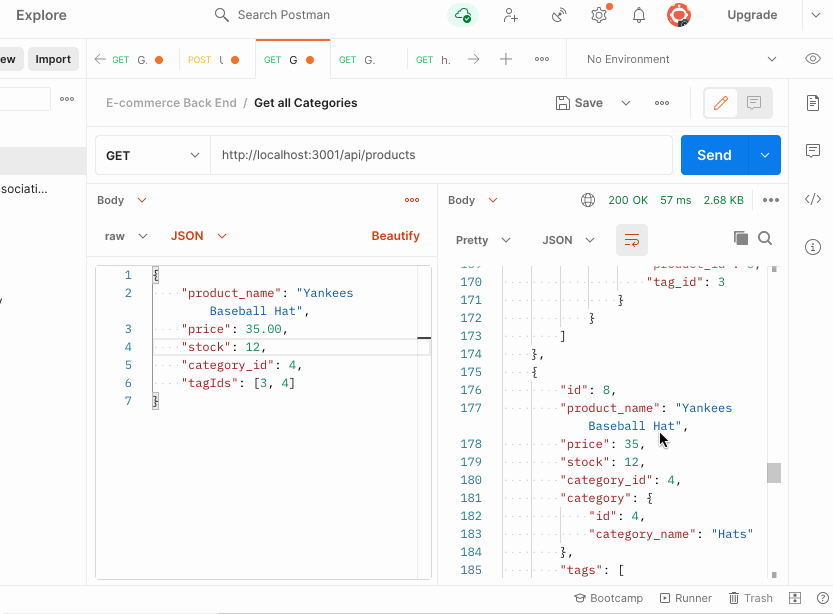 Explore
Search Postman
Upgrade
ew Import
GET G. POST GET G GET G. GET h.
No Environment
E-commerce Back End / Get all Categories
Save
GET http://localhost:3001/api/products Send
sociati...
Body
raw JSON Beautify
1 {
2 "product_name": "Yankees
Baseball Hat",
3 "price": 35.00,
4 "stock": 12,
5 "category_id": 4,
6 "tagIds": [3, 4]
7 }
Body 200 OK 57 ms 2.68 KB
Pretty JSON
170 "tag_id": 3
171 }
172 }
173 ]
174 },
175 {
176 "id": 8,
177 "product_name": "Yankees
Baseball Hat",
178 "price": 35,
179 "stock": 12,
180 "category_id": 4,
181 "category": {
182 "id": 4,
183 "category_name": "Hats"
184 },
185 "tags": [
Bootcamp Runner Trash